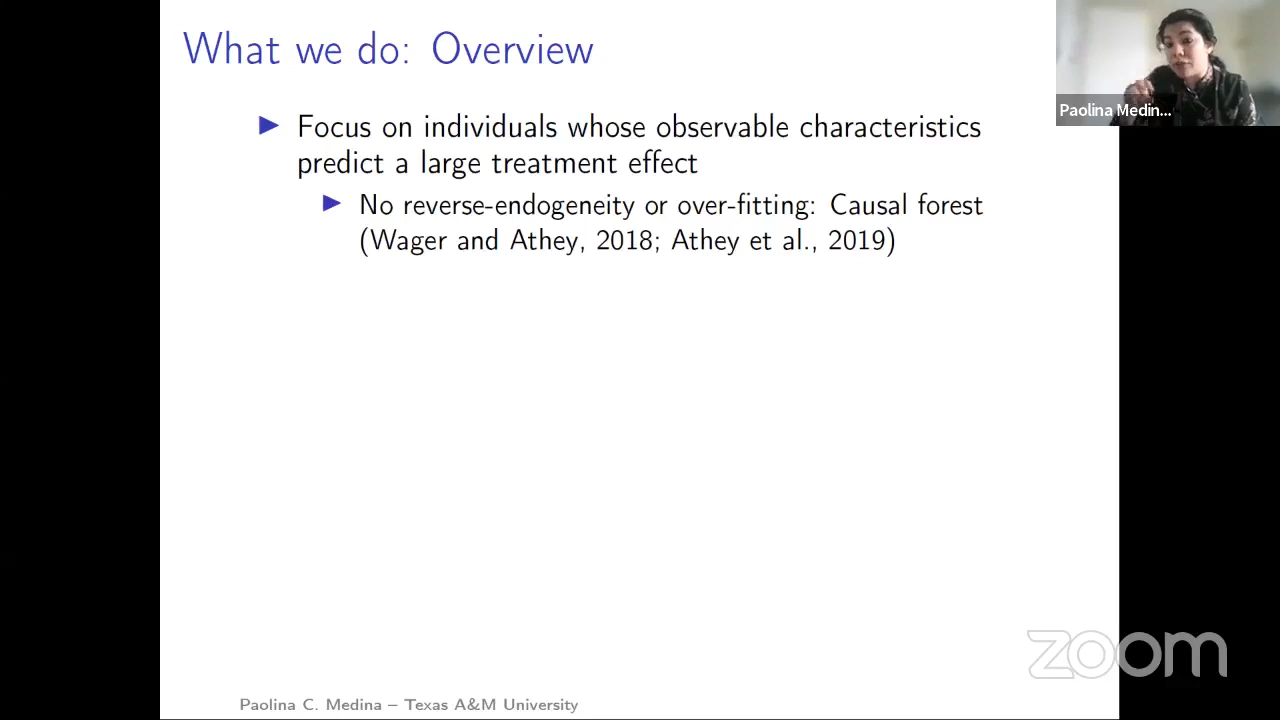 What we do: Overview
Focus on individuals whose observable characteristics
predict a large treatment effect
No reverse-endogeneity or over-fitting: Causal forest
(Wager and Athey, 2018; Athey et al., 2019)
Paolina Medin...
zoom
Paolina C. Medina – Texas A&M University